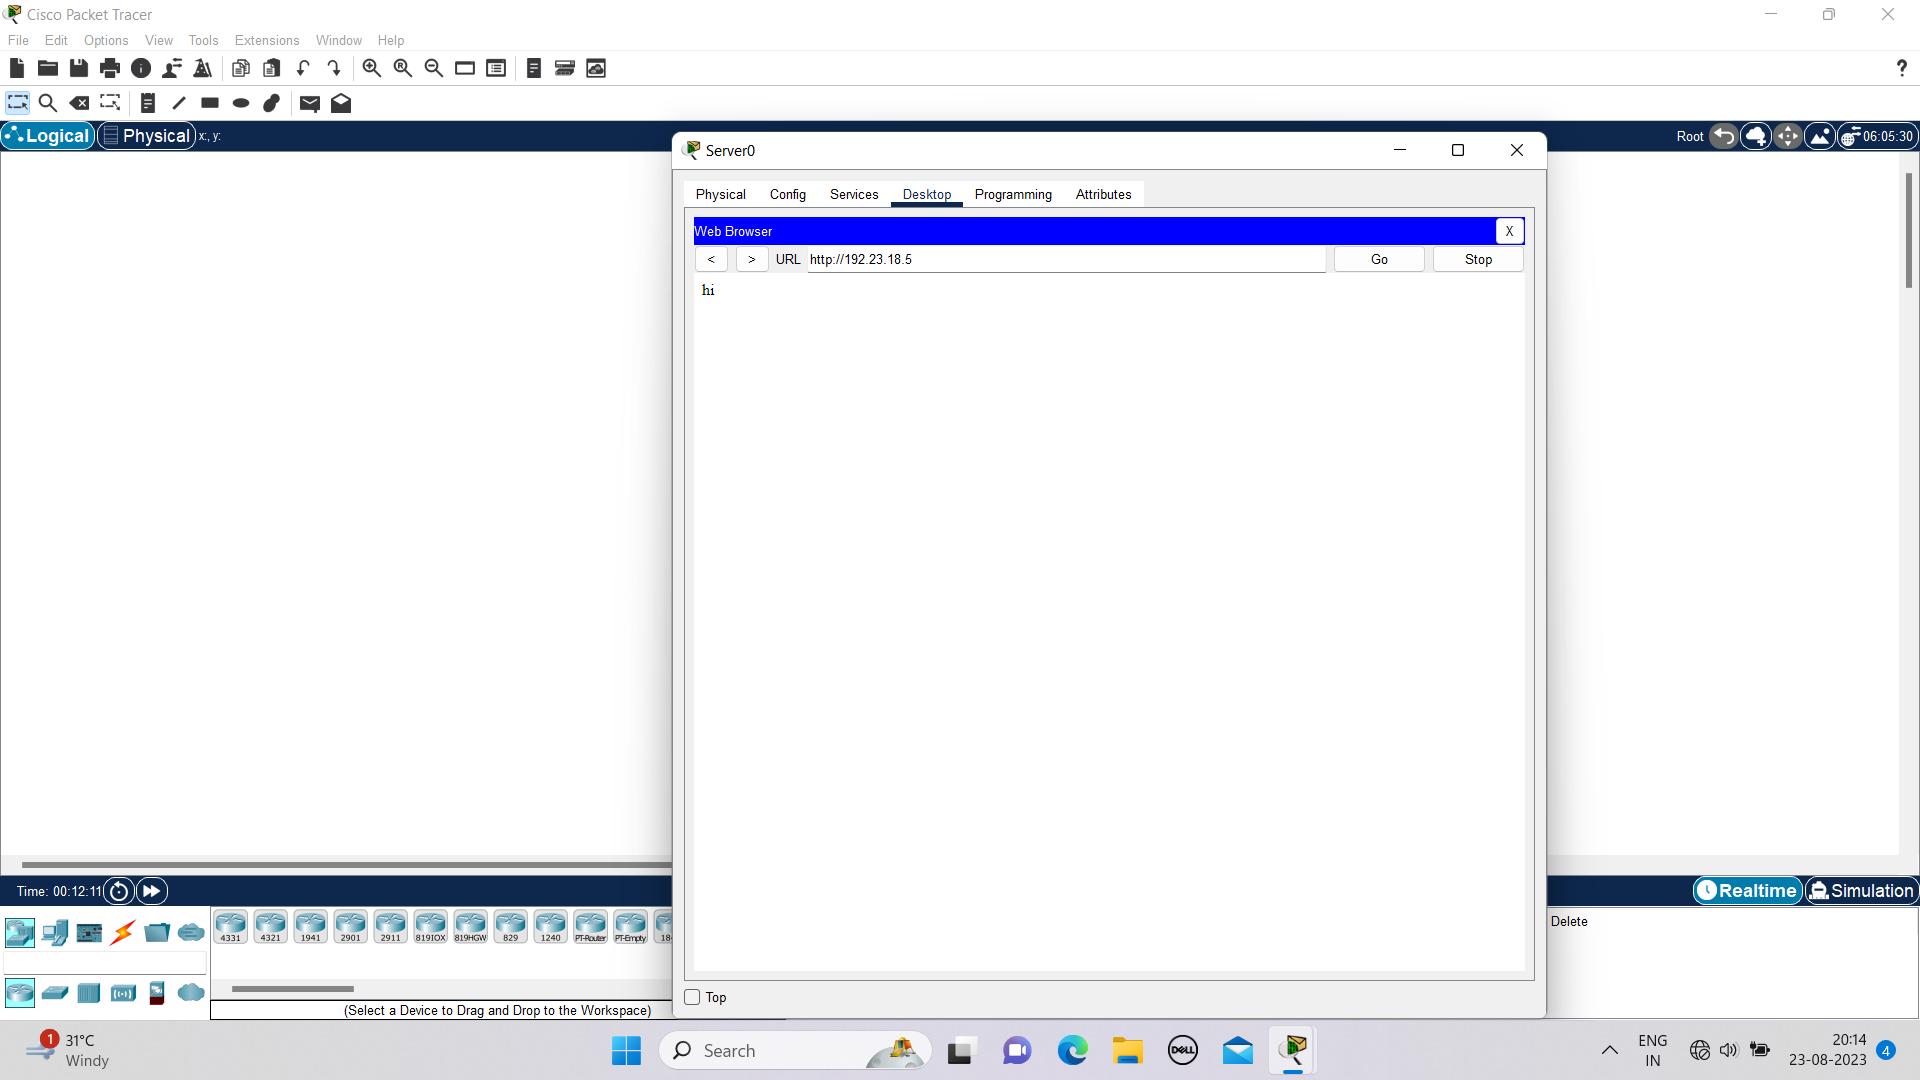 Cisco Packet Tracer
File Edit Options View Tools Extensions Window Help
?
Logical Physical x:, y: Root 06:05:30
Server0
Physical Config Services Desktop Programming Attributes
Web Browser X
< > URL http://192.23.18.5 Go Stop
hi
Time: 00:12:11 Realtime Simulation
4331 4321 1941 2901 2911 819IOX 819HGW 829 1240 PT-Router PT-Empty 18
Delete
Top
(Select a Device to Drag and Drop to the Workspace)
1 31°C
Windy
Search
DELL
ENG
IN
20:14
23-08-2023
4